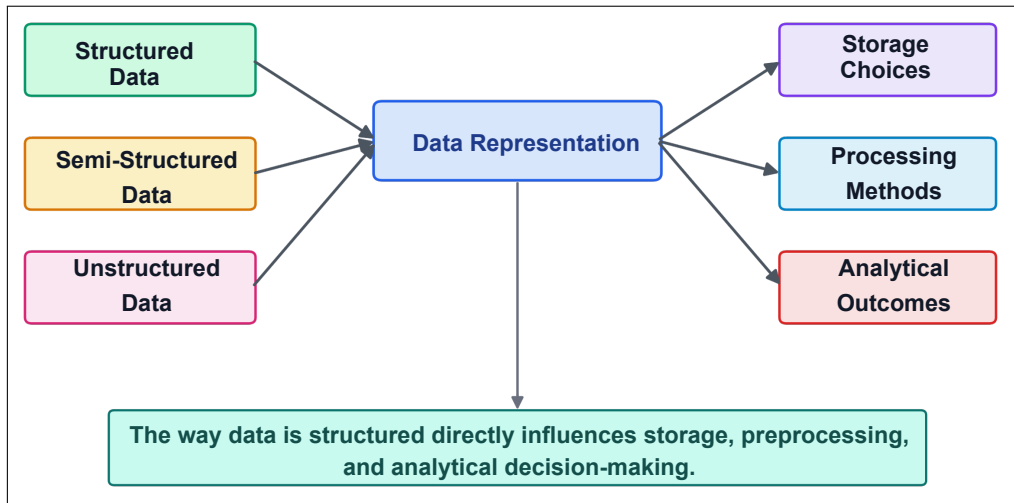 Structured
Data
Semi-Structured
Data
Unstructured
Data
Data Representation
Storage
Choices
Processing
Methods
Analytical
Outcomes
The way data is structured directly influences storage, preprocessing,
and analytical decision-making.